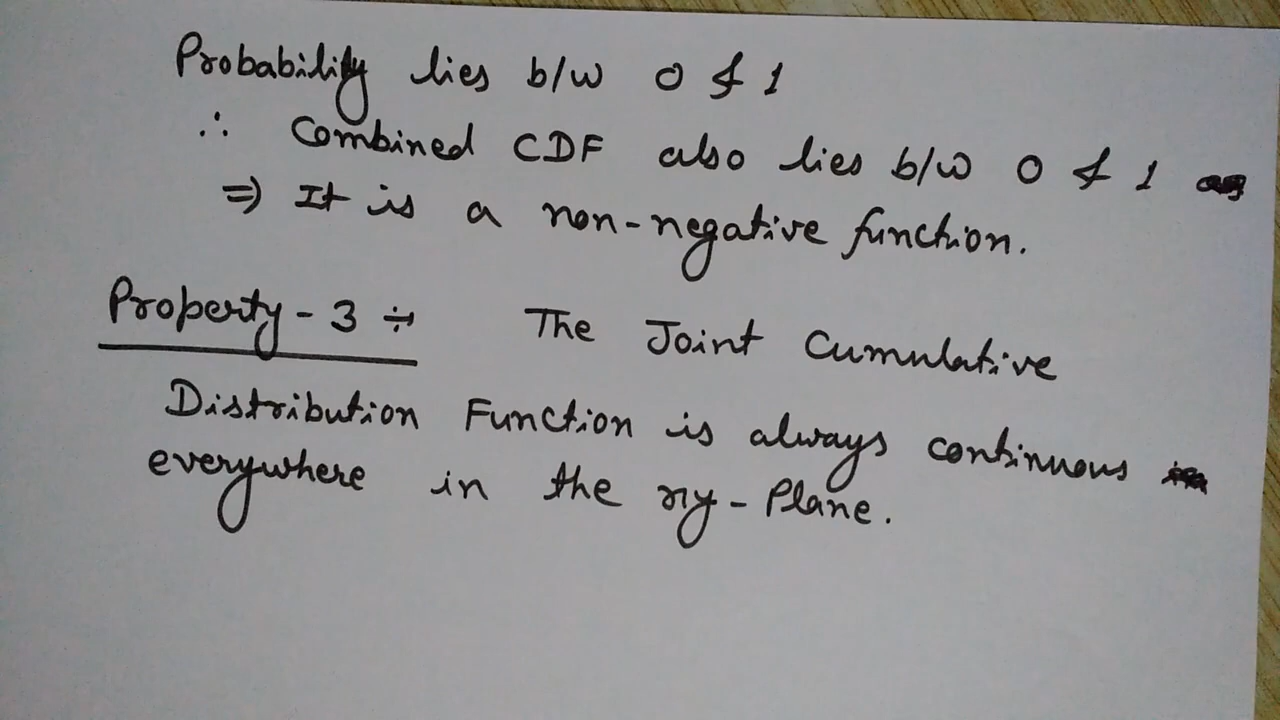 Probability lies b/w 0 & 1
∴ Combined CDF also lies b/w 0 & 1
⇒ It is a non-negative function.
Property-3 ÷ The Joint Cumulative
Distribution Function is always continuous
everywhere in the xy-Plane.